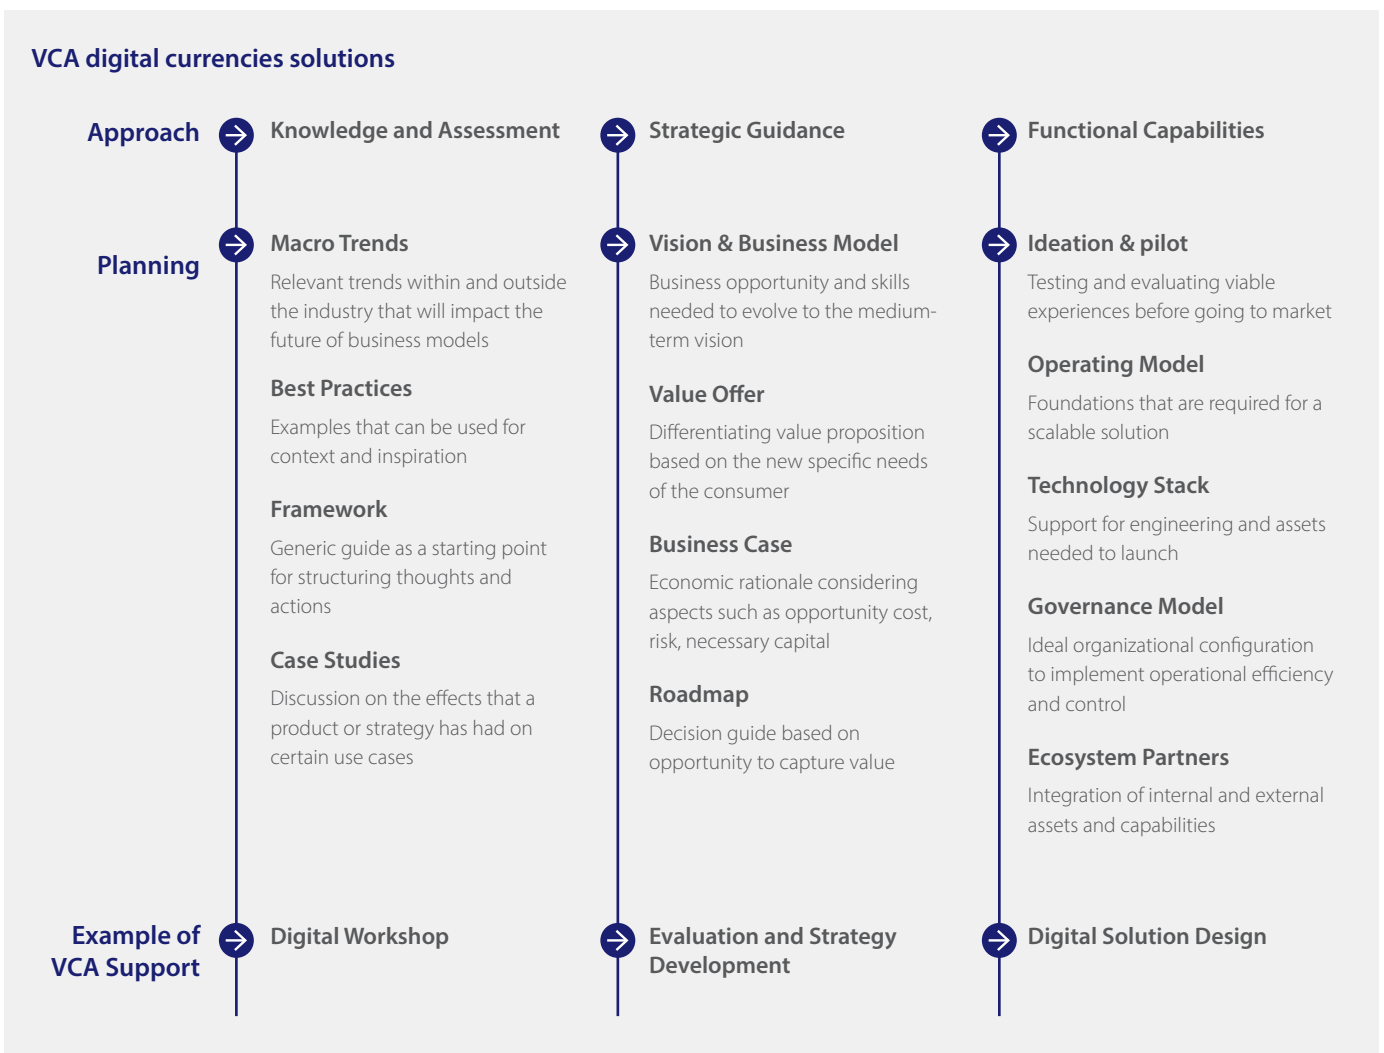 VCA digital currencies solutions
Approach
Knowledge and Assessment
Strategic Guidance
Functional Capabilities
Planning
Macro Trends
Relevant trends within and outside
the industry that will impact the
future of business models
Best Practices
Examples that can be used for
context and inspiration
Framework
Generic guide as a starting point
for structuring thoughts and
actions
Case Studies
Discussion on the effects that a
product or strategy has had on
certain use cases
Vision & Business Model
Business opportunity and skills
needed to evolve to the medium-
term vision
Value Offer
Differentiating value proposition
based on the new specific needs
of the consumer
Business Case
Economic rationale considering
aspects such as opportunity cost,
risk, necessary capital
Roadmap
Decision guide based on
opportunity to capture value
Ideation & pilot
Testing and evaluating viable
experiences before going to market
Operating Model
Foundations that are required for a
scalable solution
Technology Stack
Support for engineering and assets
needed to launch
Governance Model
Ideal organizational configuration
to implement operational efficiency
and control
Ecosystem Partners
Integration of internal and external
assets and capabilities
Example of
VCA Support
Digital Workshop
Evaluation and Strategy
Development
Digital Solution Design